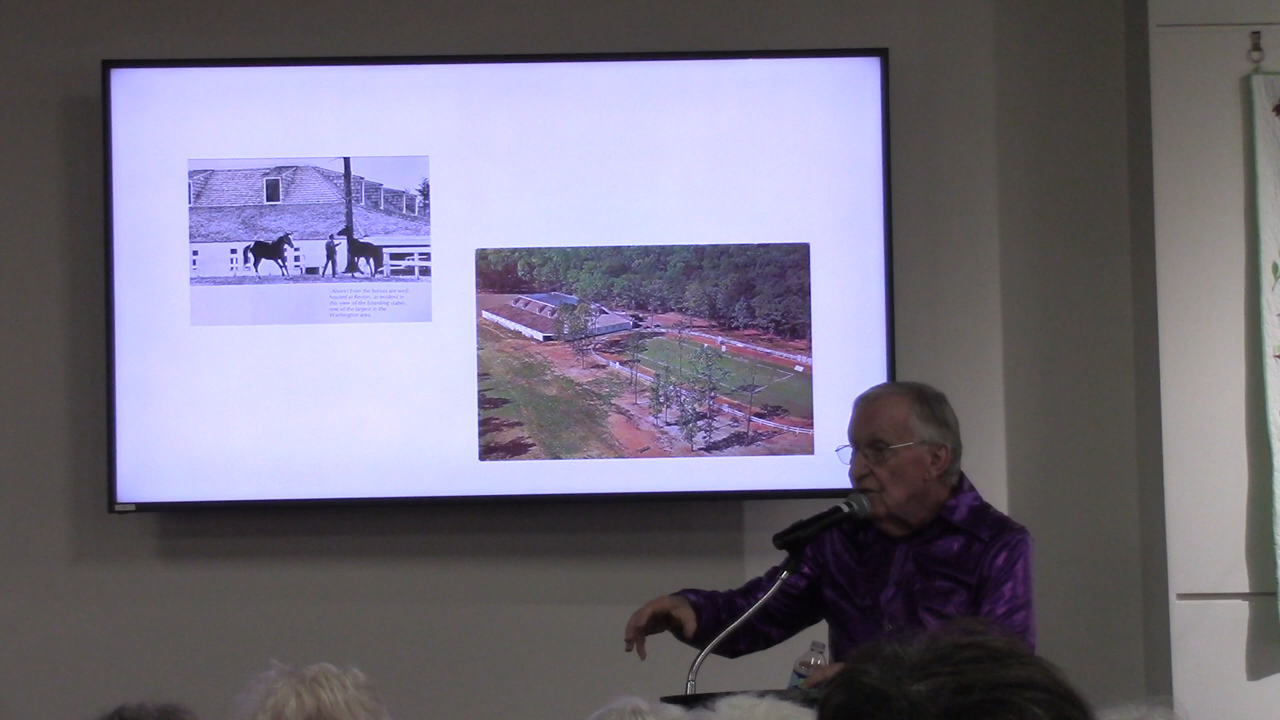 (Above) Even the horses are well
housed at Reston, as evident in
this view of the boarding stable,
one of the largest in the
Washington area.